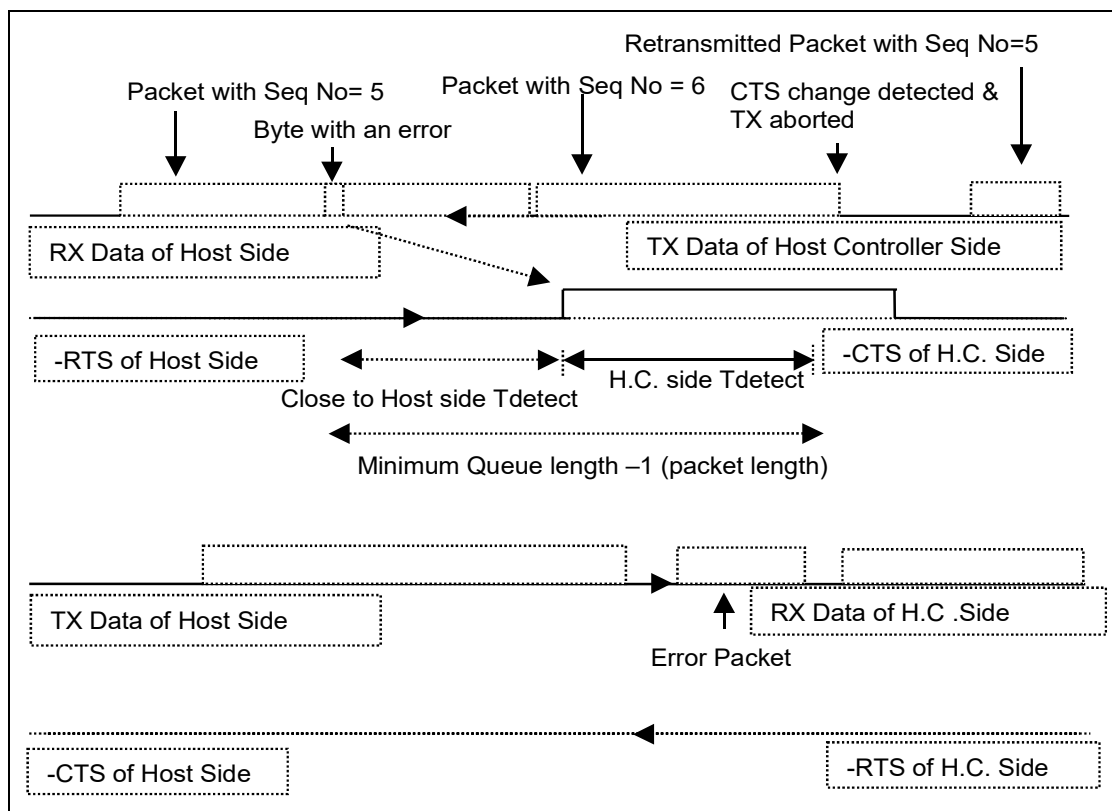 Retransmitted Packet with Seq No=5
Packet with Seq No= 5
Packet with Seq No = 6
CTS change detected &
TX aborted
Byte with an error
RX Data of Host Side
TX Data of Host Controller Side
-RTS of Host Side
-CTS of H.C. Side
H.C. side Tdetect
Close to Host side Tdetect
Minimum Queue length –1 (packet length)
TX Data of Host Side
RX Data of H.C .Side
Error Packet
-CTS of Host Side
-RTS of H.C. Side